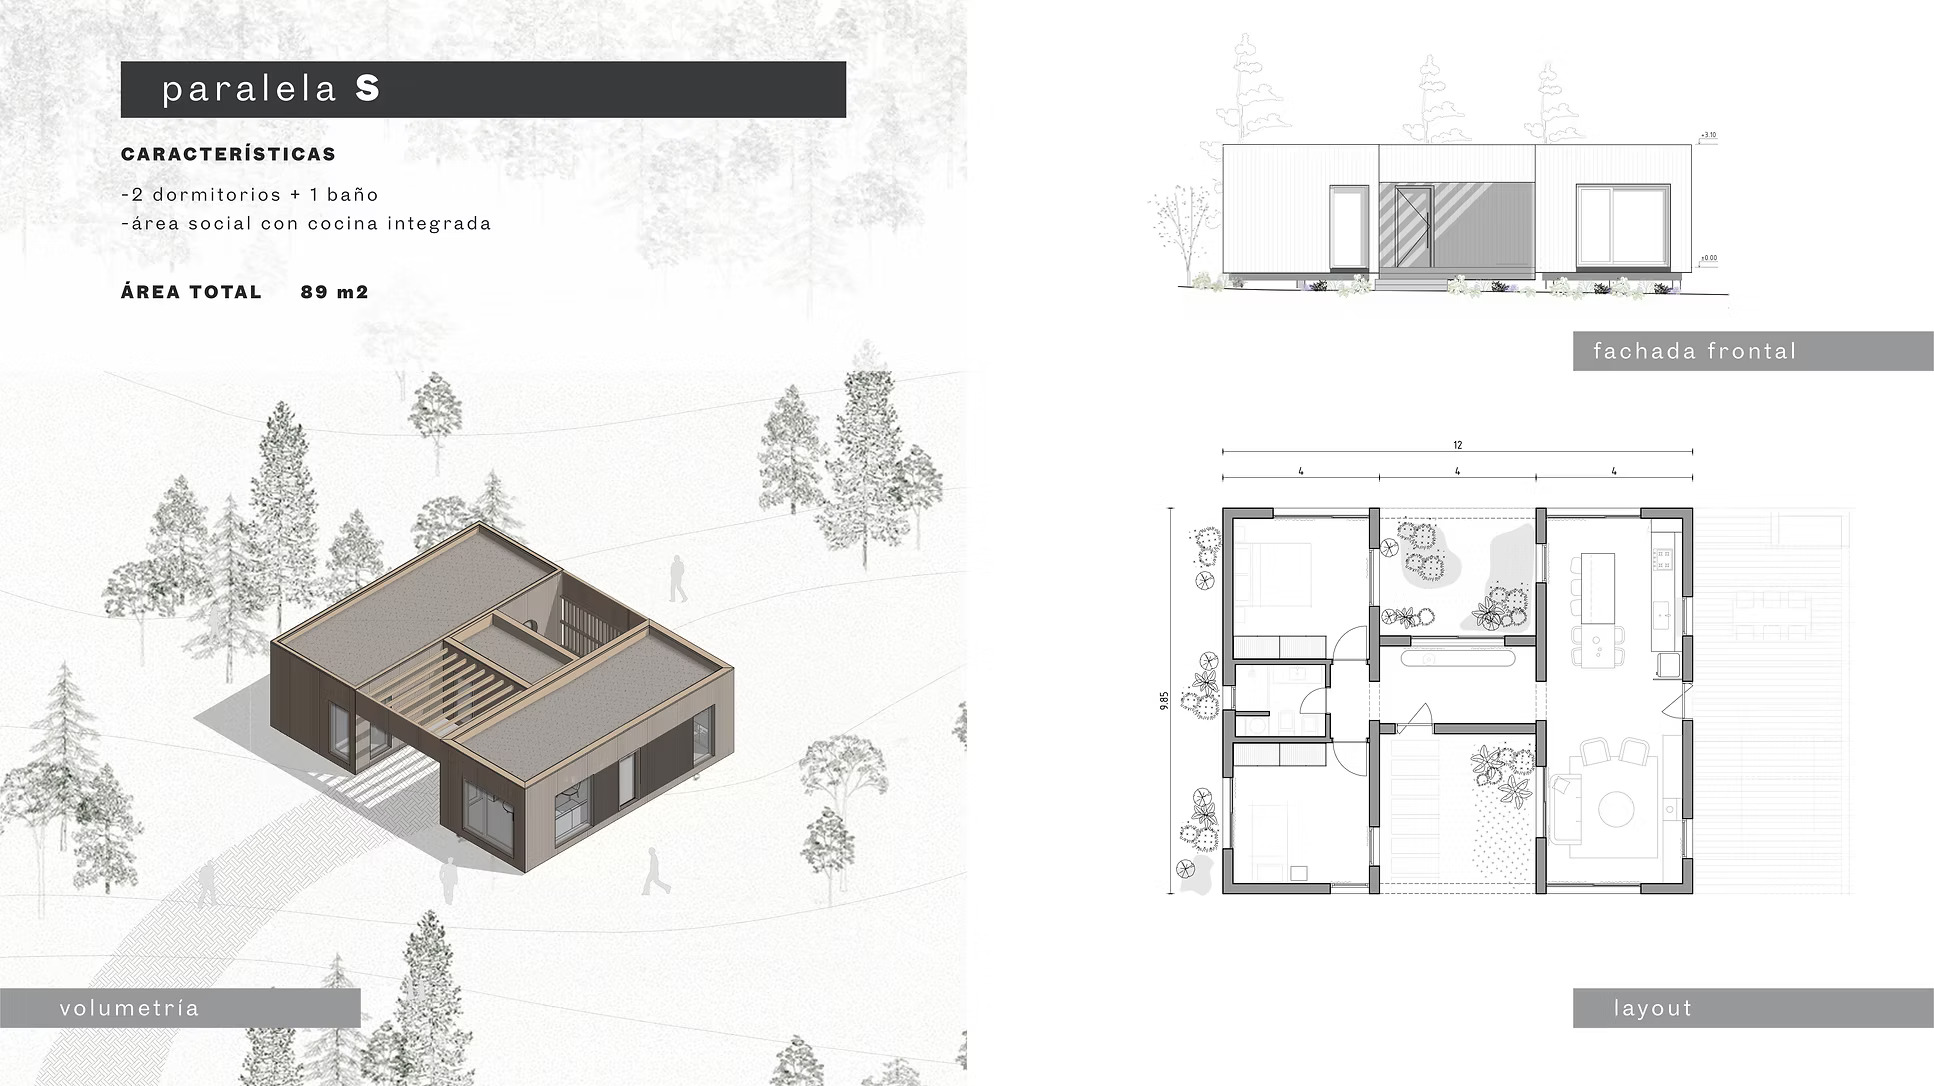 paralela S
CARACTERÍSTICAS
-2 dormitorios + 1 baño
-área social con cocina integrada
ÁREA TOTAL 89 m2
volumetría
+3.10
±0.00
fachada frontal
12
4 4 4
9.85
layout